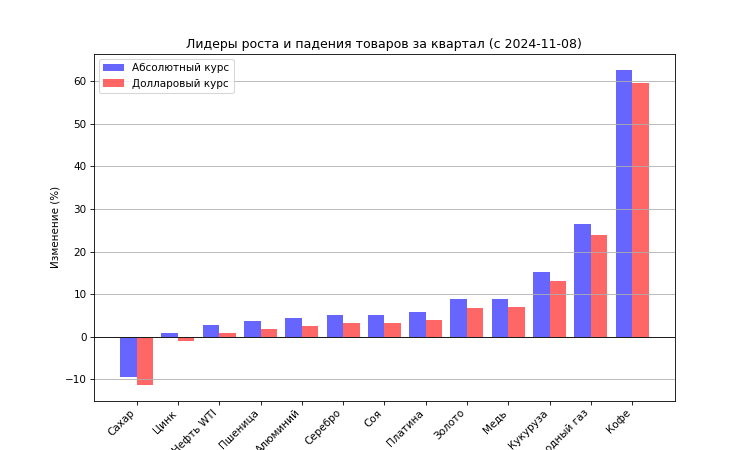 Лидеры роста и падения товаров за квартал (с 2024-11-08)
Абсолютный курс
Долларовый курс
Изменение (%)
60
50
40
30
20
10
0
−10
Сахар
Цинк
Нефть WTI
Пшеница
Алюминий
Серебро
Соя
Платина
Золото
Медь
Кукуруза
газ
Кофе